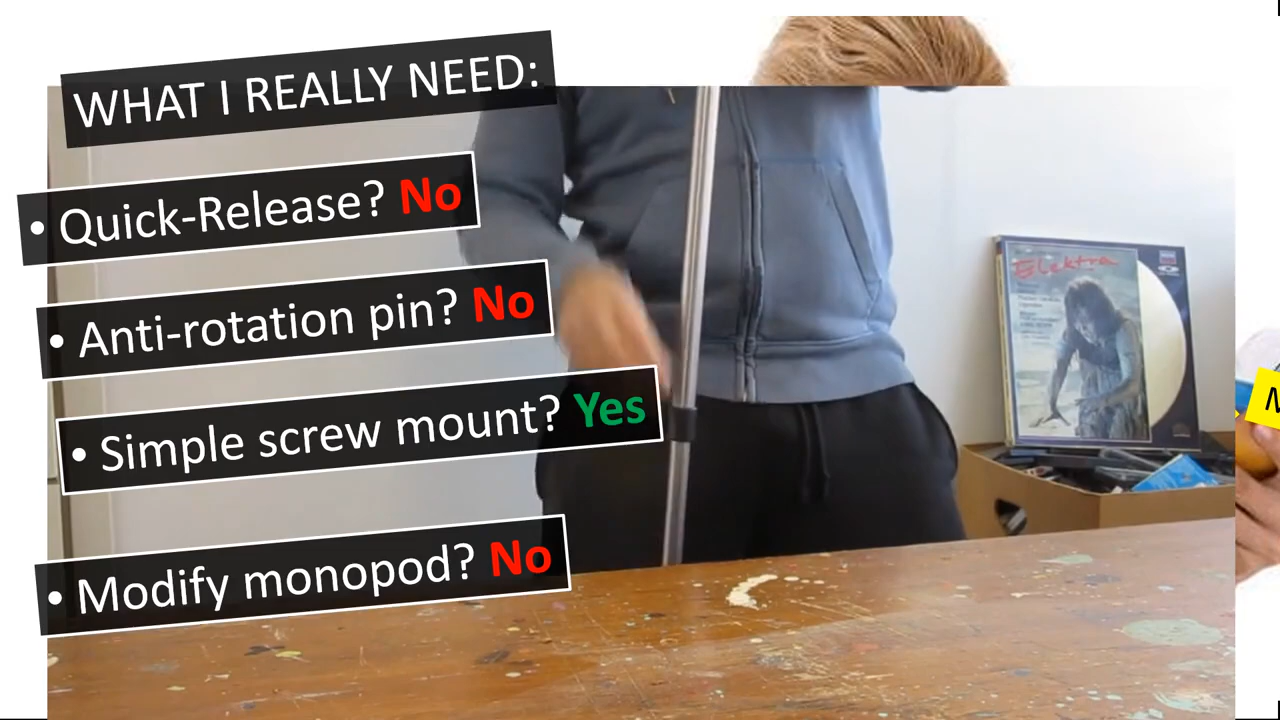 WHAT I REALLY NEED:
• Quick-Release? No
• Anti-rotation pin? No
• Simple screw mount? Yes
• Modify monopod? No
Elektra